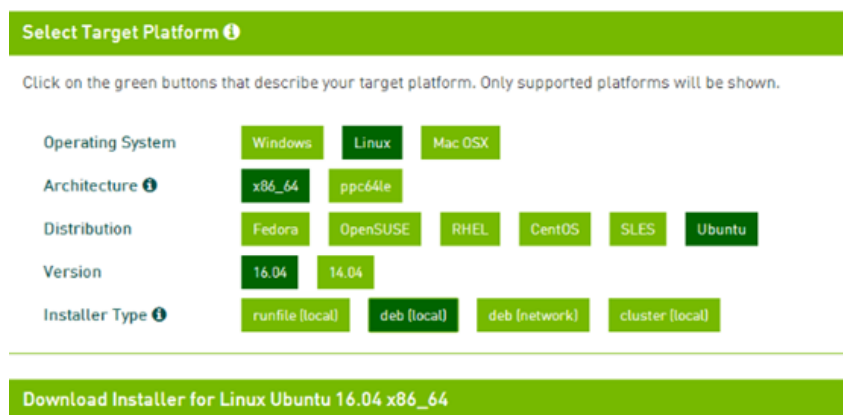 Select Target Platform
Click on the green buttons that describe your target platform. Only supported platforms will be shown.
Operating System Windows Linux Mac OSX
Architecture x86_64 ppc64le
Distribution Fedora OpenSUSE RHEL CentOS SLES Ubuntu
Version 16.04 14.04
Installer Type runfile (local) deb (local) deb (network) cluster (local)
Download Installer for Linux Ubuntu 16.04 x86_64